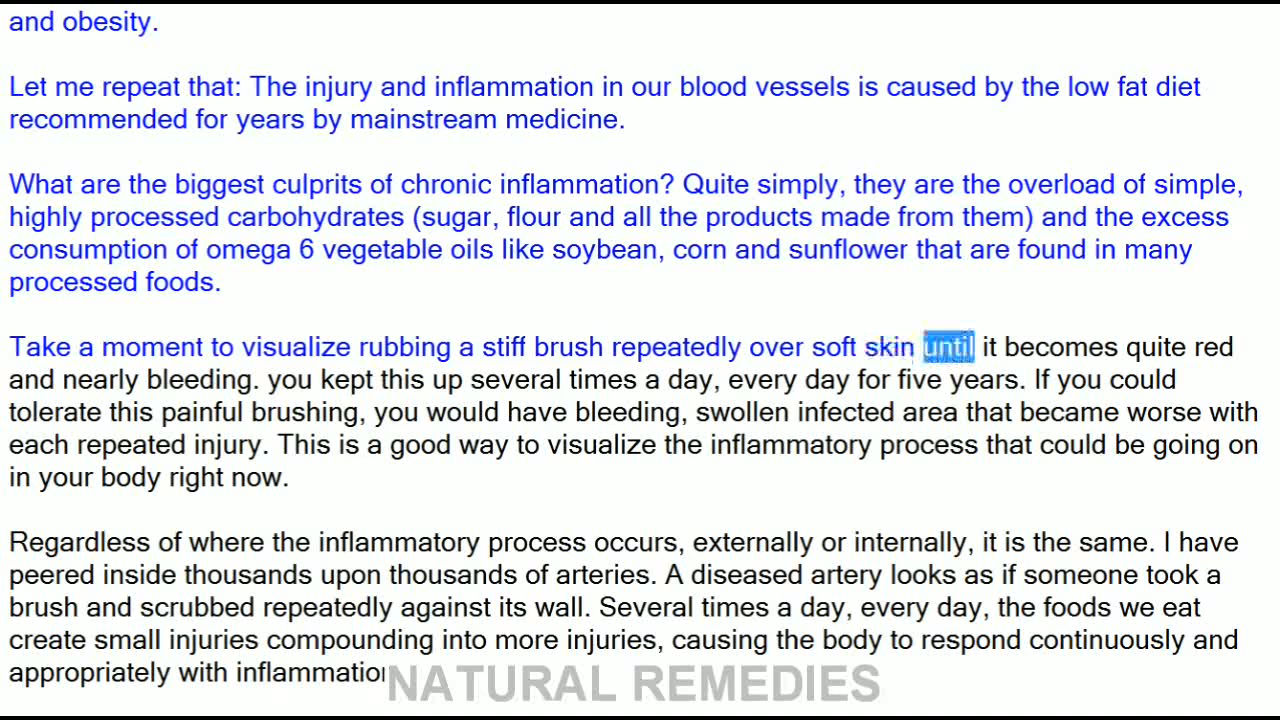 and obesity.
Let me repeat that: The injury and inflammation in our blood vessels is caused by the low fat diet
recommended for years by mainstream medicine.
What are the biggest culprits of chronic inflammation? Quite simply, they are the overload of simple,
highly processed carbohydrates (sugar, flour and all the products made from them) and the excess
consumption of omega 6 vegetable oils like soybean, corn and sunflower that are found in many
processed foods.
Take a moment to visualize rubbing a stiff brush repeatedly over soft skin until it becomes quite red
and nearly bleeding. you kept this up several times a day, every day for five years. If you could
tolerate this painful brushing, you would have bleeding, swollen infected area that became worse with
each repeated injury. This is a good way to visualize the inflammatory process that could be going on
in your body right now.
Regardless of where the inflammatory process occurs, externally or internally, it is the same. I have
peered inside thousands upon thousands of arteries. A diseased artery looks as if someone took a
brush and scrubbed repeatedly against its wall. Several times a day, every day, the foods we eat
create small injuries compounding into more injuries, causing the body to respond continuously and
appropriately with inflammation
NATURAL REMEDIES